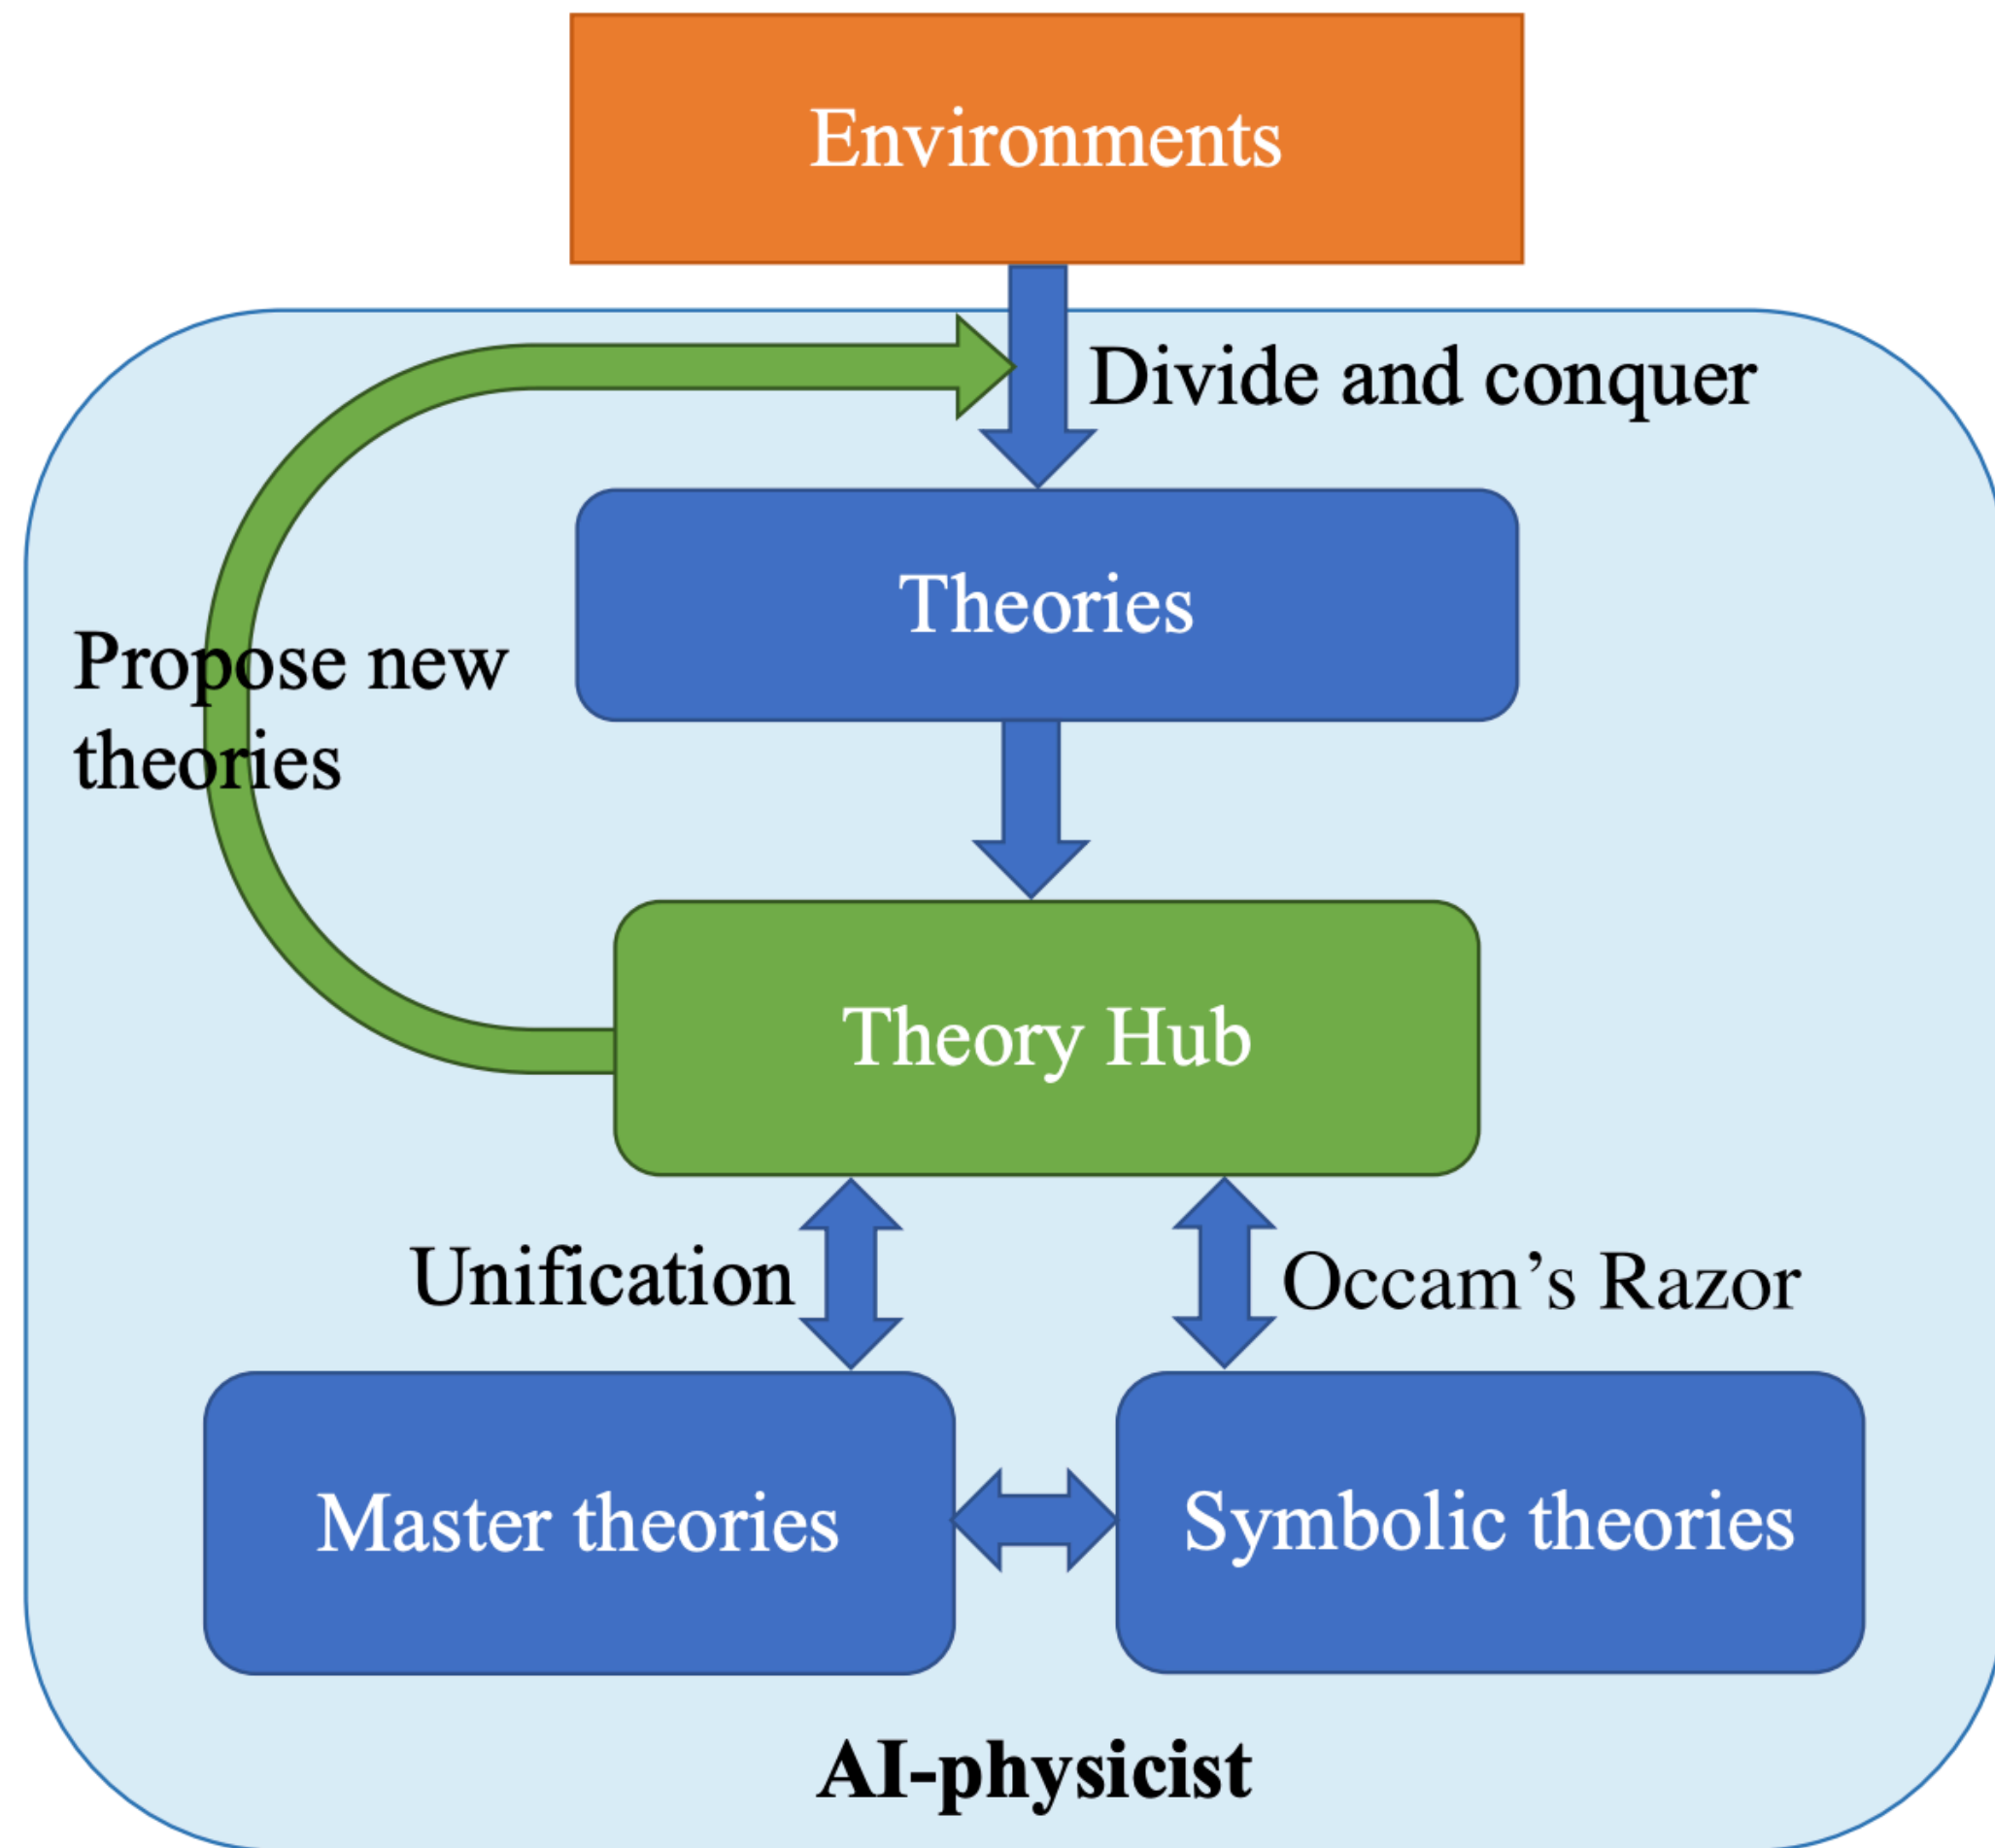 Environments
Divide and conquer
Theories
Propose new
theories
Theory Hub
Unification
Occam’s Razor
Master theories
Symbolic theories
AI-physicist